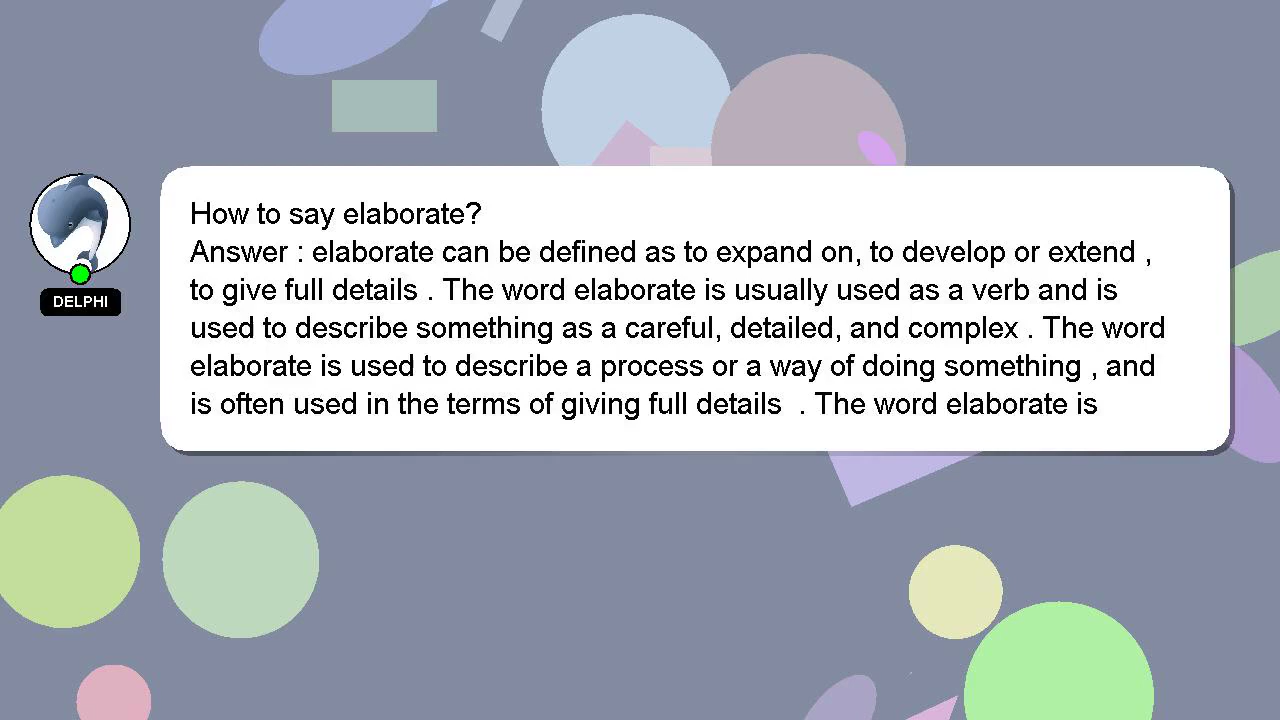 How to say elaborate?
Answer : elaborate can be defined as to expand on, to develop or extend ,
to give full details . The word elaborate is usually used as a verb and is
used to describe something as a careful, detailed, and complex . The word
elaborate is used to describe a process or a way of doing something , and
is often used in the terms of giving full details  . The word elaborate is
DELPHI